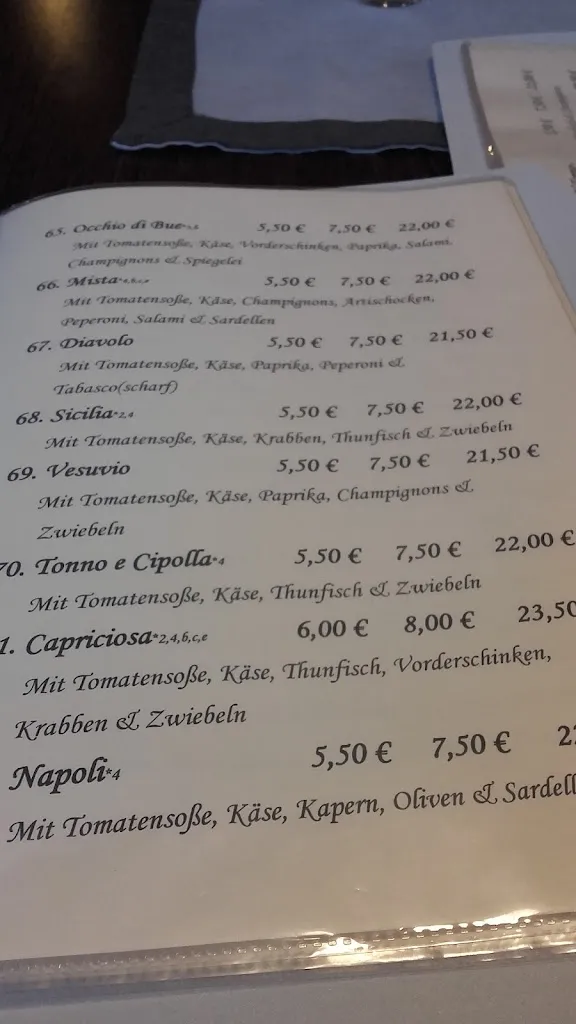 65. Occhio di Bue 5,50 € 7,50 € 22,00 €
Mit Tomatensoße, Käse, Vorderschinken, Paprika, Salami,
Champignons & Spiegelei
66. Mista 5,50 € 7,50 € 22,00 €
Mit Tomatensoße, Käse, Champignons, Artischocken,
Peperoni, Salami & Sardellen
67. Diavolo 5,50 € 7,50 € 21,50 €
Mit Tomatensoße, Käse, Paprika, Peperoni &
Tabasco(scharf)
68. Sicilia*2,4 5,50 € 7,50 € 22,00 €
Mit Tomatensoße, Käse, Krabben, Thunfisch & Zwiebeln
69. Vesuvio 5,50 € 7,50 € 21,50 €
Mit Tomatensoße, Käse, Paprika, Champignons &
Zwiebeln
70. Tonno e Cipolla*4 5,50 € 7,50 € 22,00 €
Mit Tomatensoße, Käse, Thunfisch & Zwiebeln
1. Capriciosa*2,4,b,c,e 6,00 € 8,00 € 23,50
Mit Tomatensoße, Käse, Thunfisch, Vorderschinken,
Krabben & Zwiebeln
Napoli*4 5,50 € 7,50 € 22
Mit Tomatensoße, Käse, Kapern, Oliven & Sardell